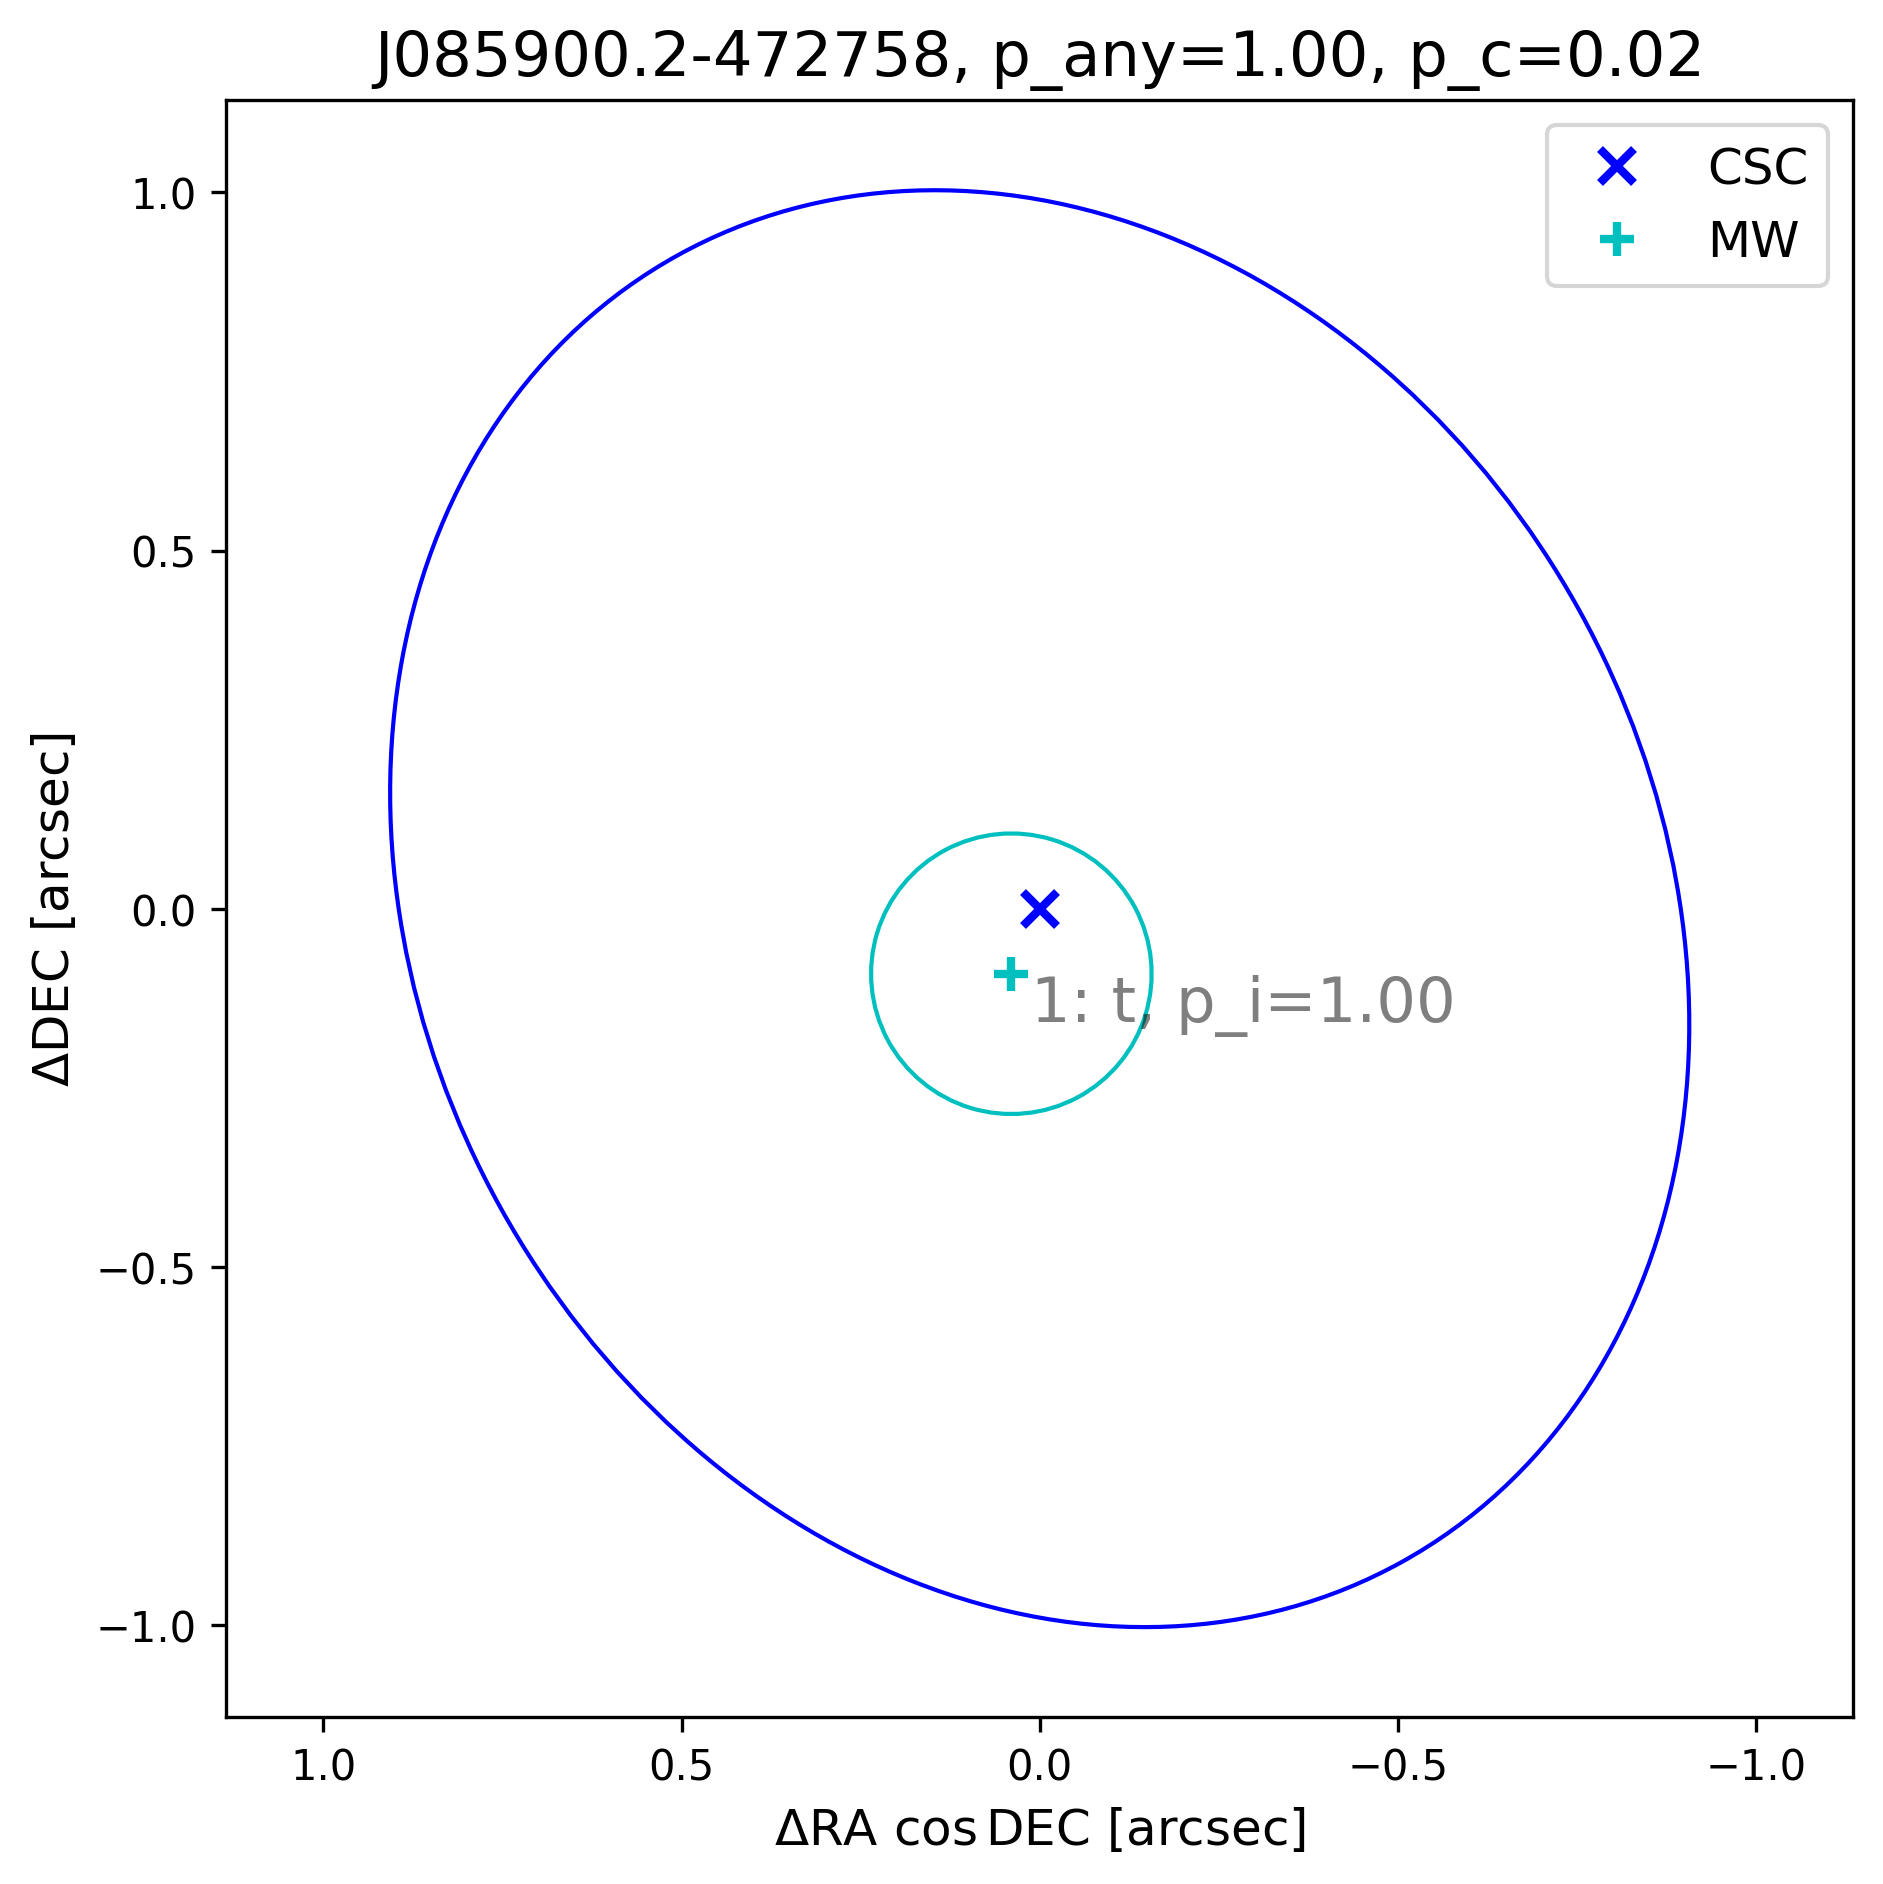 J085900.2-472758, p_any=1.00, p_c=0.02
CSC
MW
1.0
0.5
0.0
−0.5
−1.0
ΔDEC [arcsec]
1: t, p_i=1.00
1.0
0.5
0.0
−0.5
−1.0
ΔRA cos DEC [arcsec]